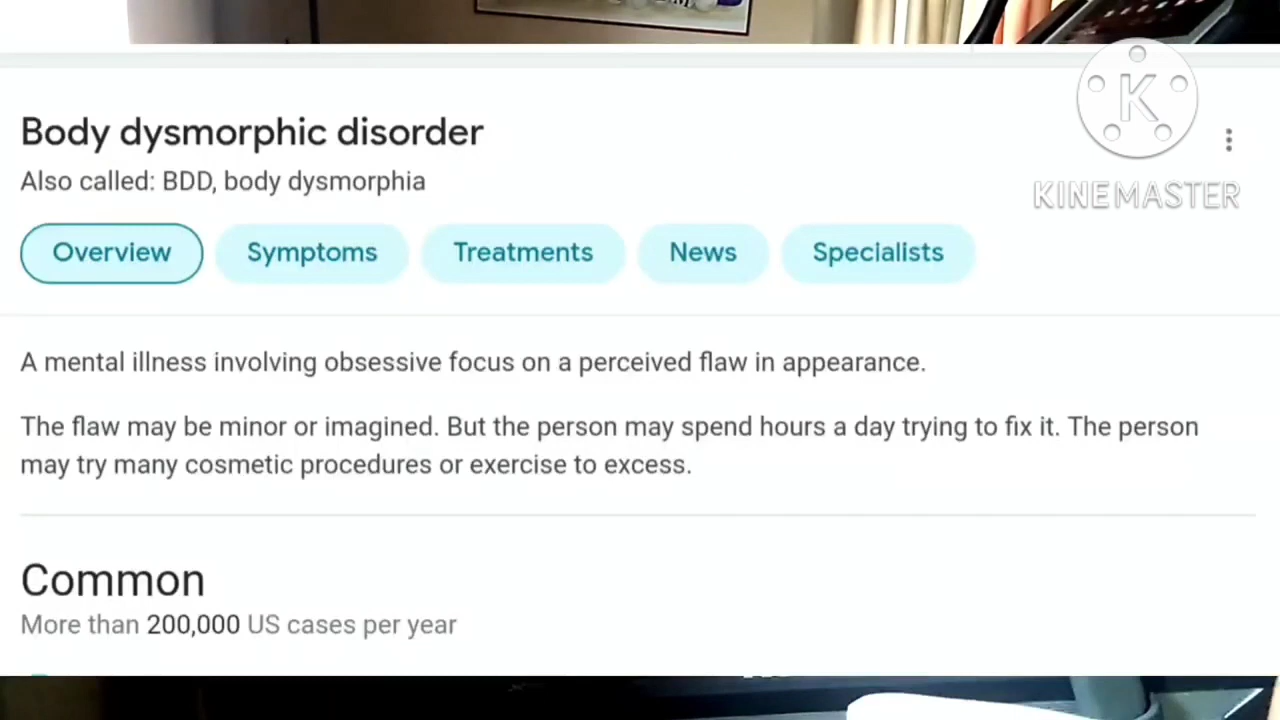 Body dysmorphic disorder
Also called: BDD, body dysmorphia
K
KINEMASTER
Overview Symptoms Treatments News Specialists
A mental illness involving obsessive focus on a perceived flaw in appearance.
The flaw may be minor or imagined. But the person may spend hours a day trying to fix it. The person
may try many cosmetic procedures or exercise to excess.
Common
More than 200,000 US cases per year